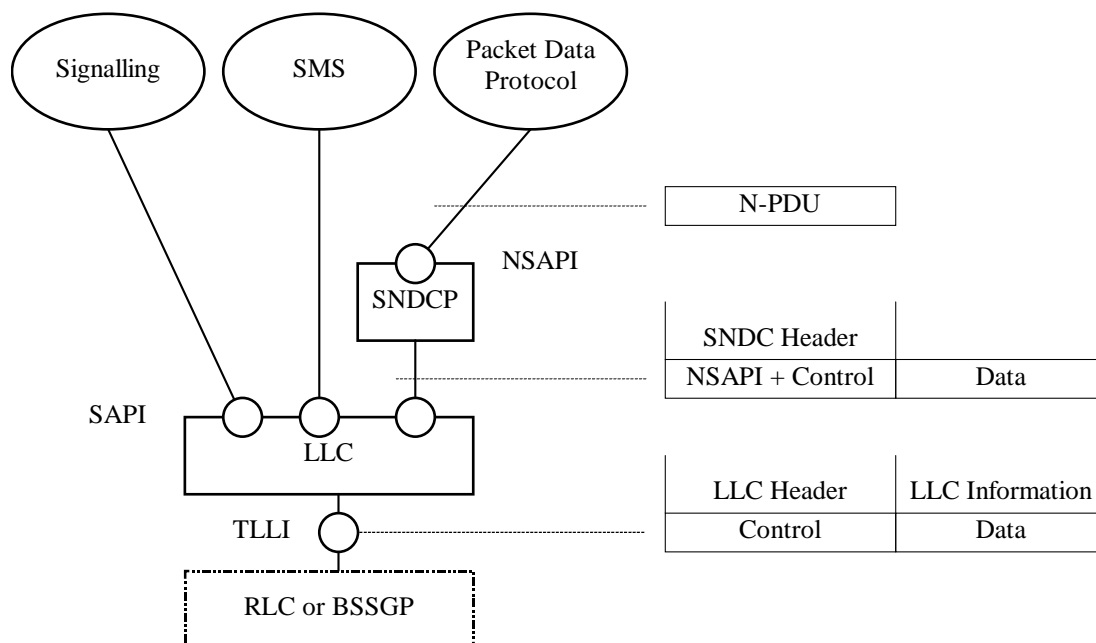 Signalling
SMS
Packet Data
Protocol
N-PDU
NSAPI
SNDCP
SNDC Header
NSAPI + Control
Data
SAPI
LLC
LLC Header
LLC Information
TLLI
Control
Data
RLC or BSSGP